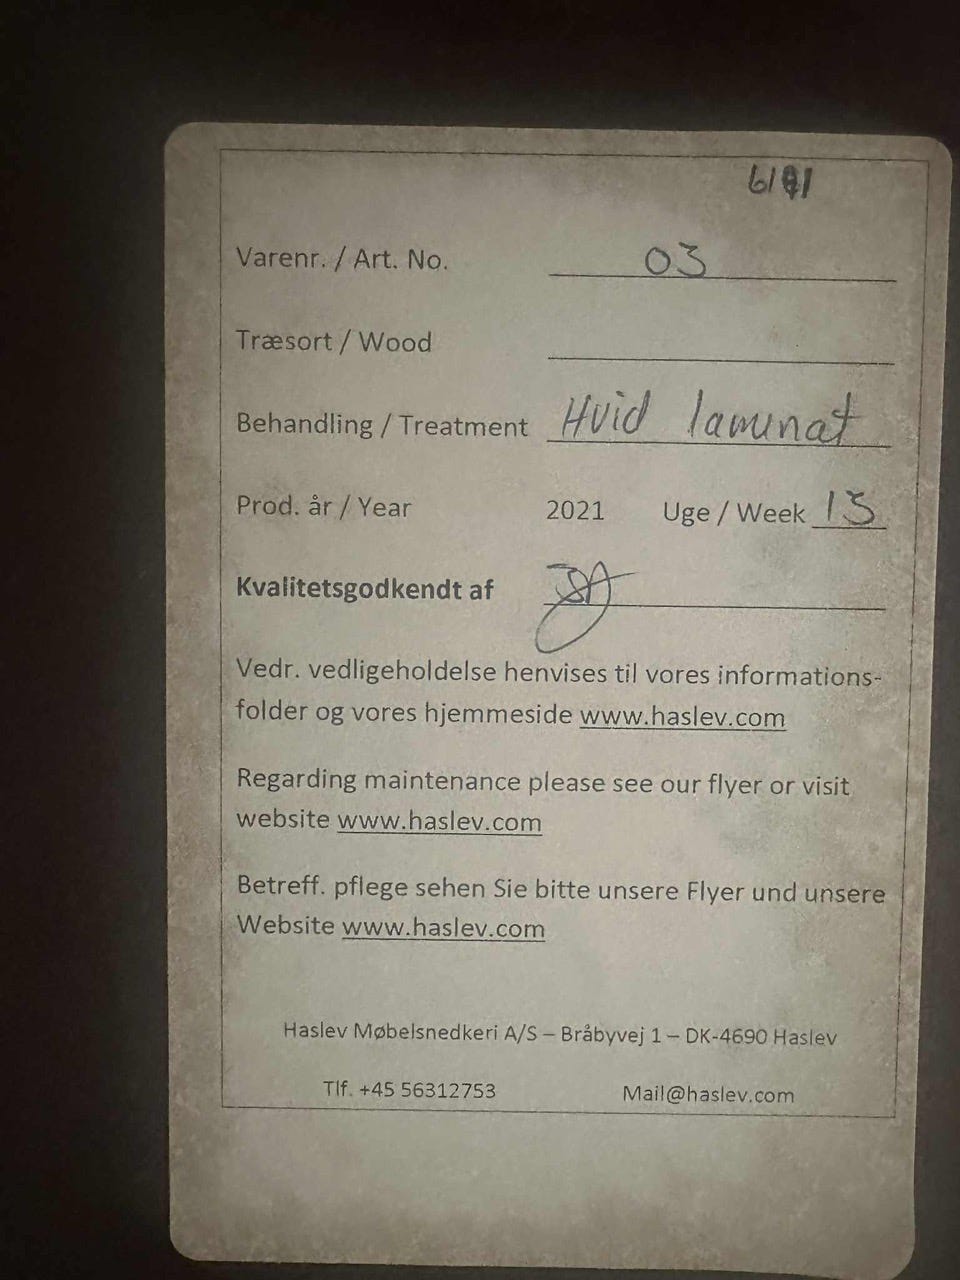 Varenr. / Art. No. 03
Træsort / Wood
Behandling / Treatment Hvid laminat
Prod. år / Year 2021 Uge / Week
Kvalitetsgodkendt af
Vedr. vedligeholdelse henvises til vores informations-
folder og vores hjemmeside www.haslev.com
Regarding maintenance please see our flyer or visit
website www.haslev.com
Betreff. pflege sehen Sie bitte unsere Flyer und unsere
Website www.haslev.com
Haslev Møbelsnedkeri A/S – Bråbyvej 1 – DK-4690 Haslev
Tlf. +45 56312753 Mail@haslev.com